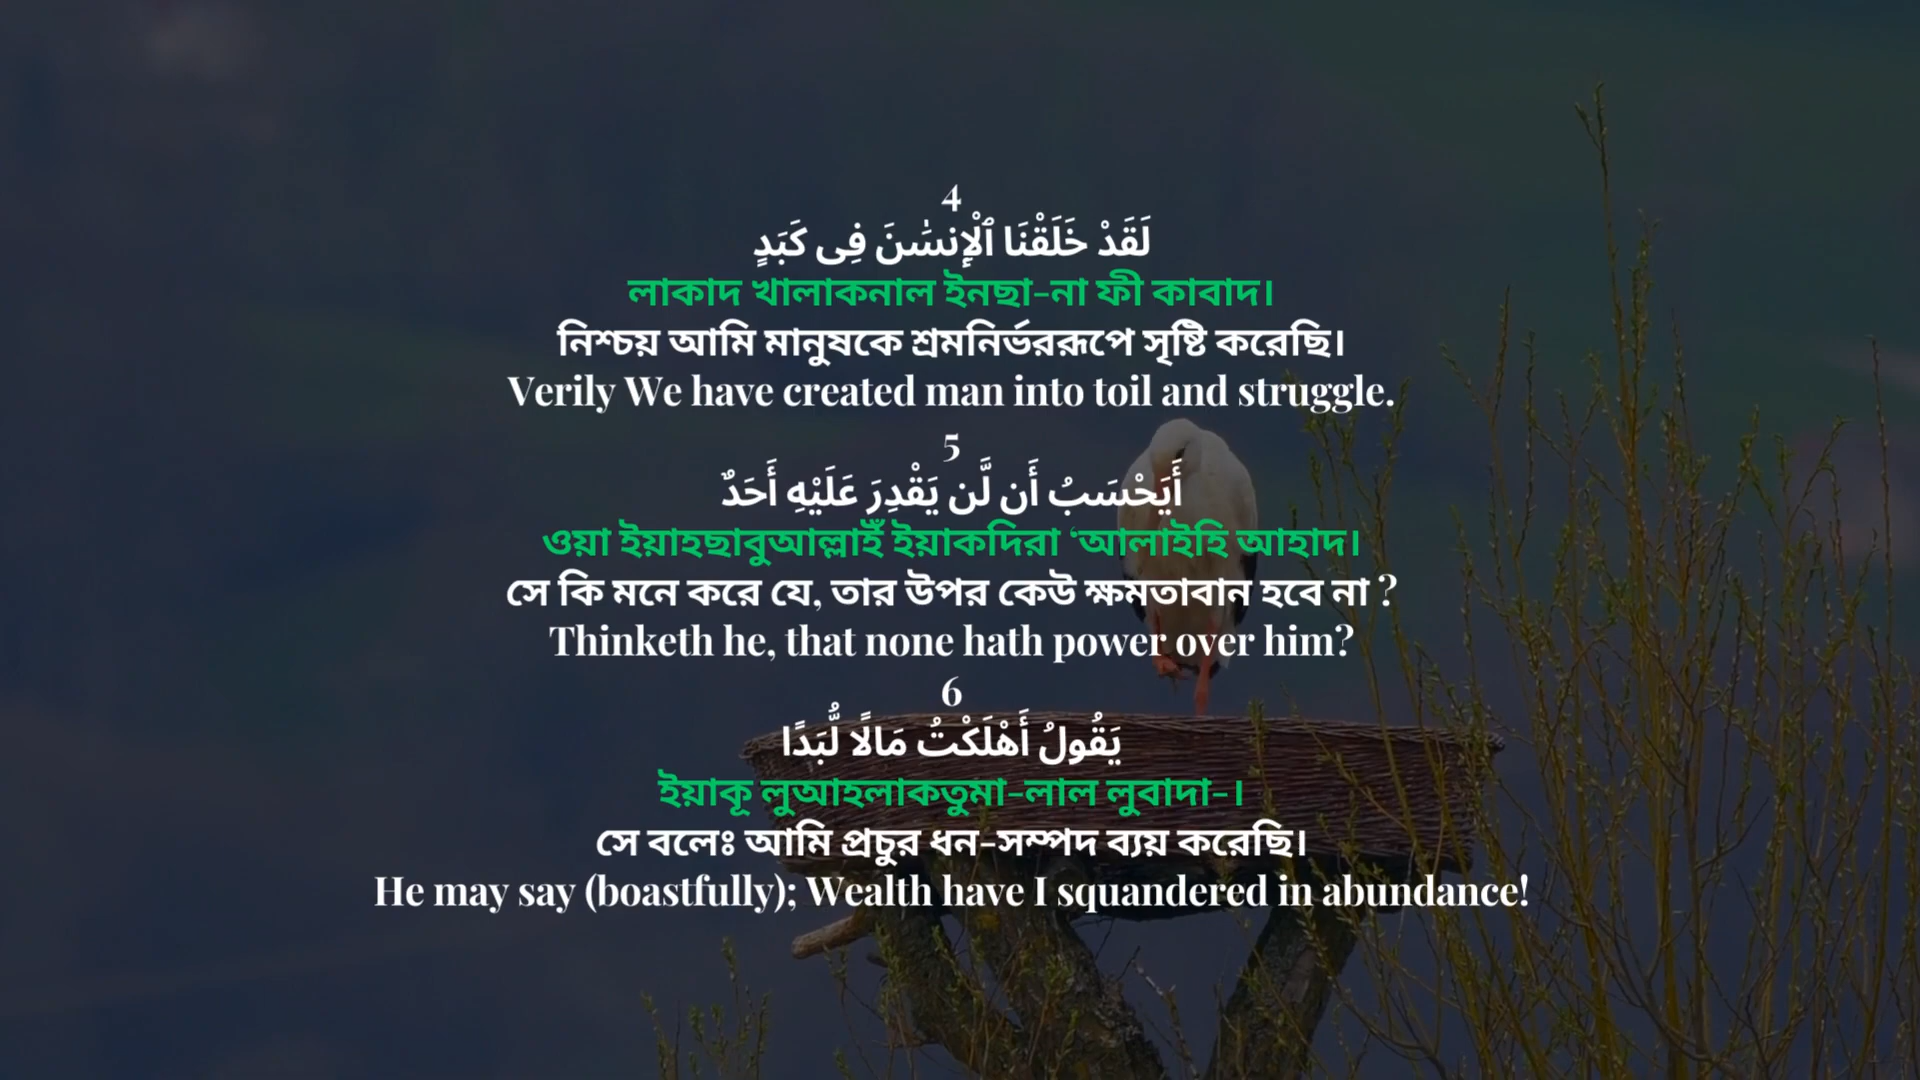 4
لَقَدْ خَلَقْنَا ٱلْإِنسَٰنَ فِى كَبَدٍ
লাকাদ খালাকনাল ইনছা-না ফী কাবাদ।
নিশ্চয় আমি মানুষকে শ্রমনির্ভররূপে সৃষ্টি করেছি।
Verily We have created man into toil and struggle.
5
أَيَحْسَبُ أَن لَّن يَقْدِرَ عَلَيْهِ أَحَدٌ
ওয়া ইয়াহছাবুআল্লাইঁ ইয়াকদিরা ‘আলাইহি আহাদ।
সে কি মনে করে যে, তার উপর কেউ ক্ষমতাবান হবে না ?
Thinketh he, that none hath power over him?
6
يَقُولُ أَهْلَكْتُ مَالًا لُّبَدًا
ইয়াকূ লুআহলাকতুমা-লাল লুবাদা-।
সে বলেঃ আমি প্রচুর ধন-সম্পদ ব্যয় করেছি।
He may say (boastfully); Wealth have I squandered in abundance!